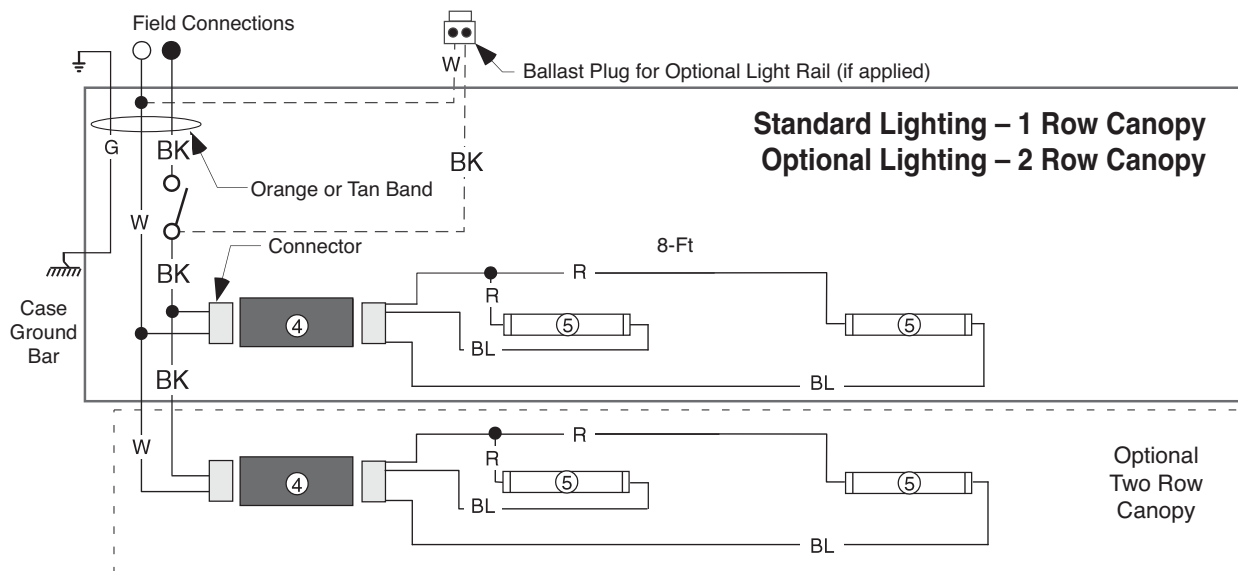 Field Connections
W
Ballast Plug for Optional Light Rail (if applied)
Standard Lighting – 1 Row Canopy
Optional Lighting – 2 Row Canopy
G
BK
BK
Orange or Tan Band
W
Connector
8-Ft
BK
R
R
Case
Ground
Bar
4
5
5
BL
BK
BL
W
R
R
4
5
5
BL
BL
Optional
Two Row
Canopy